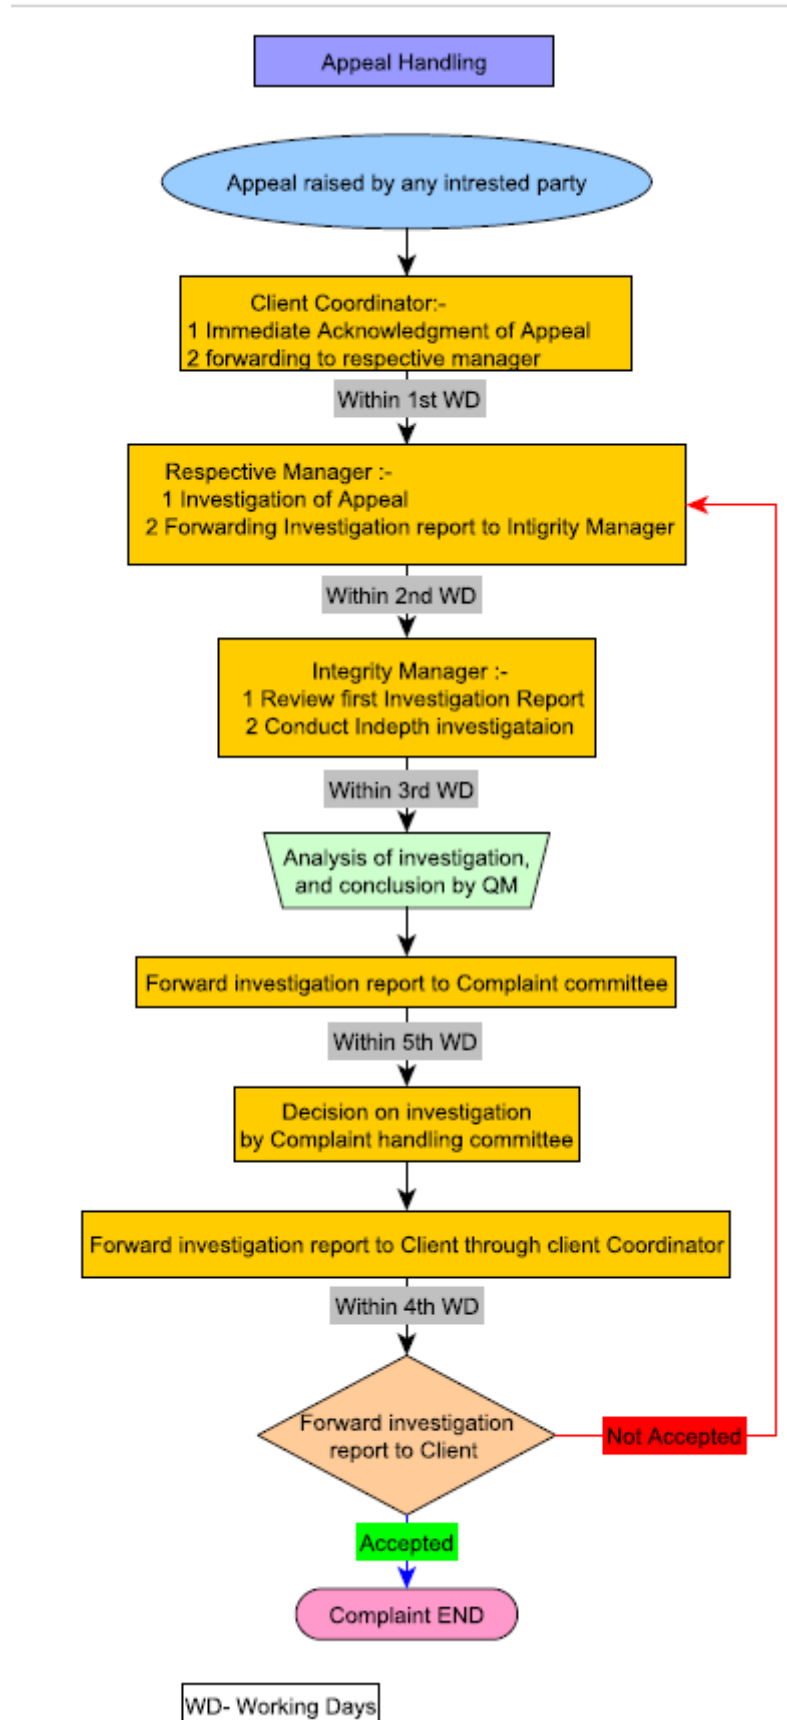 Appeal Handling
Appeal raised by any intrested party
Client Coordinator:-
1 Immediate Acknowledgment of Appeal
2 forwarding to respective manager
Within 1st WD
Respective Manager :-
1 Investigation of Appeal
2 Forwarding Investigation report to Intigrity Manager
Within 2nd WD
Integrity Manager :-
1 Review first Investigation Report
2 Conduct Indepth investigataion
Within 3rd WD
Analysis of investigation,
and conclusion by QM
Forward investigation report to Complaint committee
Within 5th WD
Decision on investigation
by Complaint handling committee
Forward investigation report to Client through client Coordinator
Within 4th WD
Forward investigation
report to Client
Not Accepted
Accepted
Complaint END
WD- Working Days